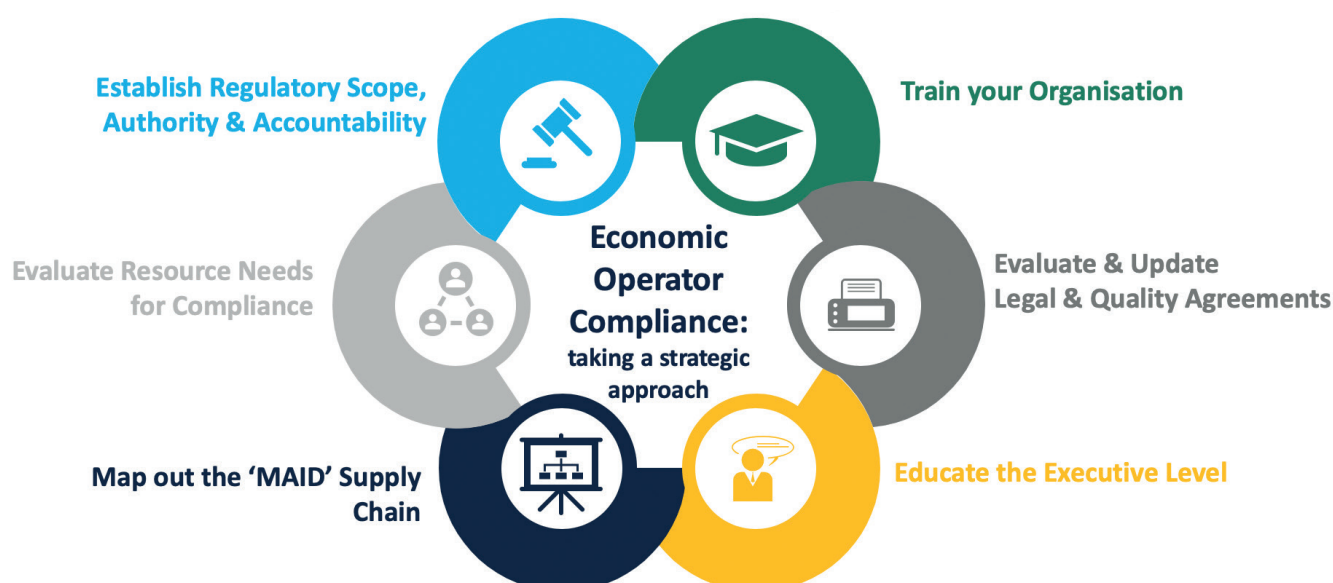 Establish Regulatory Scope,
Authority & Accountability
Train your Organisation
Evaluate Resource Needs
for Compliance
Economic
Operator
Compliance:
taking a strategic
approach
Evaluate & Update
Legal & Quality Agreements
Map out the ‘MAID’ Supply
Chain
Educate the Executive Level